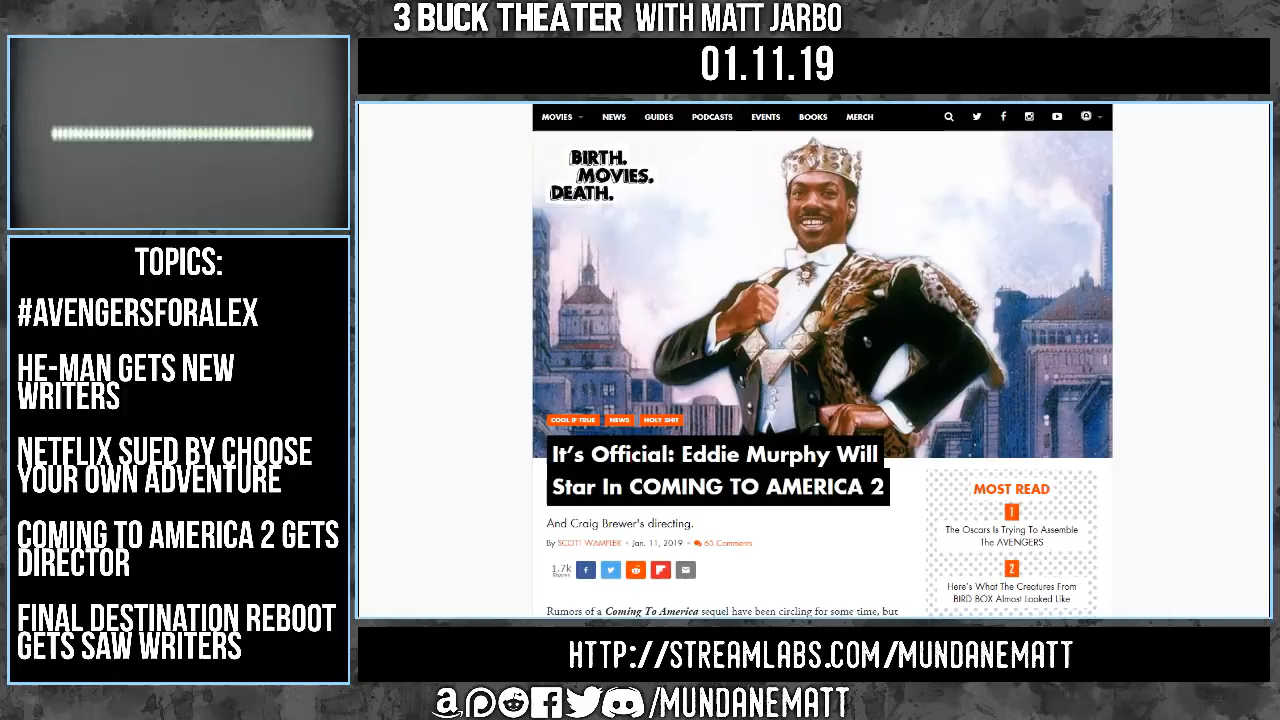 3 BUCK THEATER WITH MATT JARBO
01.11.19
TOPICS:
#AVENGERSFORALEX
HE-MAN GETS NEW
WRITERS
NETFLIX SUED BY CHOOSE
YOUR OWN ADVENTURE
COMING TO AMERICA 2 GETS
DIRECTOR
FINAL DESTINATION REBOOT
GETS SAW WRITERS
MOVIES NEWS GUIDES PODCASTS EVENTS BOOKS MERCH
BIRTH.
MOVIES.
DEATH.
COOL IF TRUE NEWS HOLY SHIT
It's Official: Eddie Murphy Will
Star In COMING TO AMERICA 2
And Craig Brewer's directing.
By SCOTT WAMPLER • Jan. 11, 2019 • 65 Comments
1.7k
Shares
Rumors of a Coming To America sequel have been circling for some time, but
MOST READ
1
The Oscars Is Trying To Assemble
The AVENGERS
2
Here's What The Creatures From
BIRD BOX Almost Looked Like
HTTP://STREAMLABS.COM/MUNDANEMATT
/MUNDANEMATT